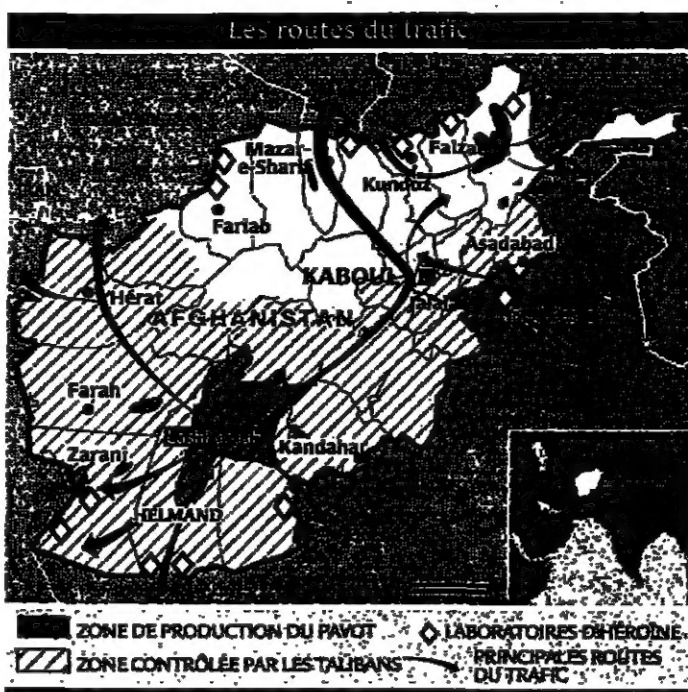 Les routes du trafic
Mazar-
e-Sharif
Kunduz
Fariab
Asadabad
KABOUL
Hérat
AFGHANISTAN
Farah
Kandahar
Zarani
HELMAND
ZONE DE PRODUCTION DU PAVOT
LABORATOIRES D'HÉROÏNE
ZONE CONTRÔLÉE PAR LES TALIBANS
PRINCIPALES ROUTES
DU TRAFIC